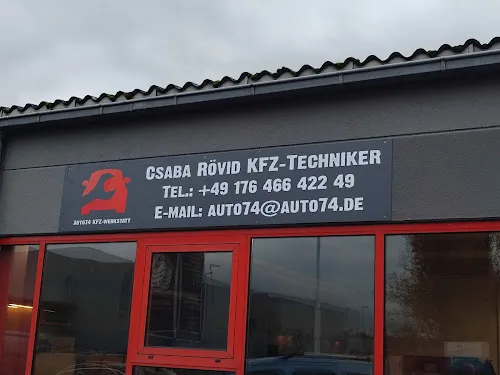 CSABA RÖVID KFZ-TECHNIKER
TEL.: +49 176 466 422 49
E-MAIL: AUTO74@AUTO74.DE
AUTO74 KFZ-WERKSTATT